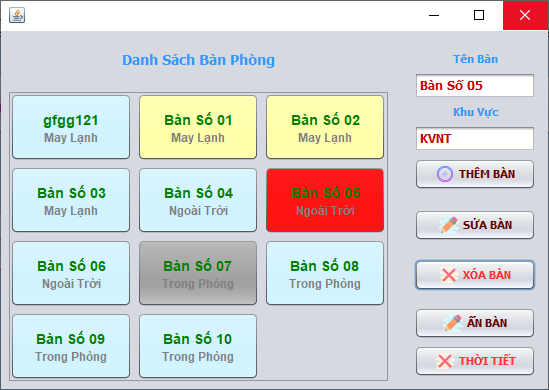 Danh Sách Bàn Phòng
gfgg121
May Lạnh
Bàn Số 01
May Lạnh
Bàn Số 02
May Lạnh
Bàn Số 03
May Lạnh
Bàn Số 04
Ngoài Trời
Bàn Số 05
Ngoài Trời
Bàn Số 06
Ngoài Trời
Bàn Số 07
Trong Phòng
Bàn Số 08
Trong Phòng
Bàn Số 09
Trong Phòng
Bàn Số 10
Trong Phòng
Tên Bàn
Bàn Số 05
Khu Vực
KVNT
THÊM BÀN
SỬA BÀN
XÓA BÀN
ẨN BÀN
THỜI TIẾT